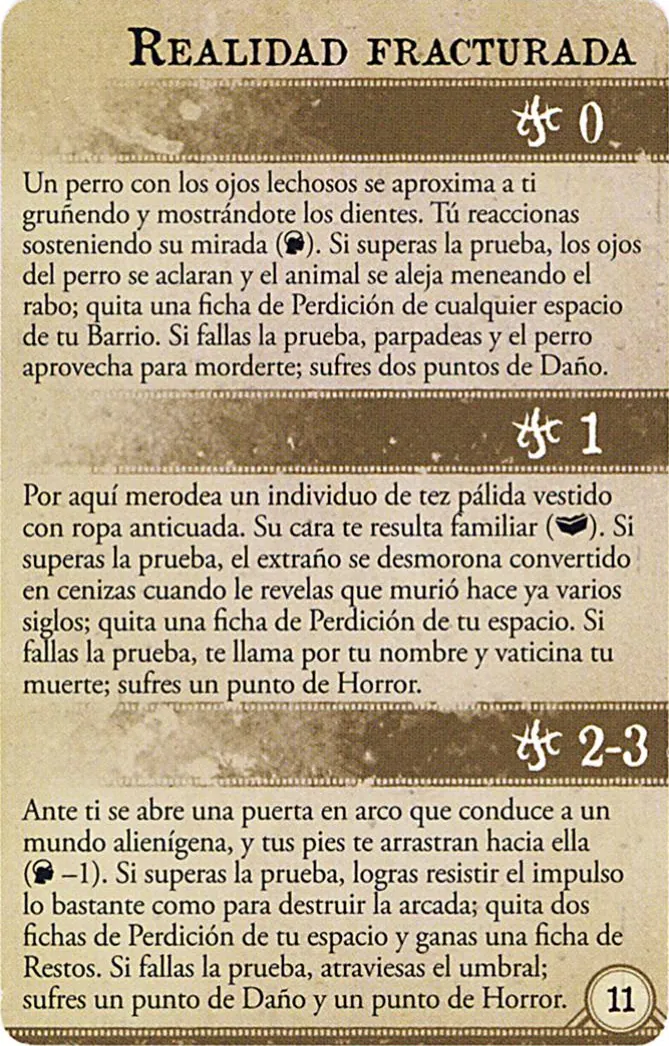 REALIDAD FRACTURADA
0
Un perro con los ojos lechosos se aproxima a ti
gruñendo y mostrándote los dientes. Tú reaccionas
sosteniendo su mirada (). Si superas la prueba, los ojos
del perro se aclaran y el animal se aleja meneando el
rabo; quita una ficha de Perdición de cualquier espacio
de tu Barrio. Si fallas la prueba, parpadeas y el perro
aprovecha para morderte; sufres dos puntos de Daño.
1
Por aquí merodea un individuo de tez pálida vestido
con ropa anticuada. Su cara te resulta familiar (). Si
superas la prueba, el extraño se desmorona convertido
en cenizas cuando le revelas que murió hace ya varios
siglos; quita una ficha de Perdición de tu espacio. Si
fallas la prueba, te llama por tu nombre y vaticina tu
muerte; sufres un punto de Horror.
2-3
Ante ti se abre una puerta en arco que conduce a un
mundo alienígena, y tus pies te arrastran hacia ella
( –1). Si superas la prueba, logras resistir el impulso
lo bastante como para destruir la arcada; quita dos
fichas de Perdición de tu espacio y ganas una ficha de
Restos. Si fallas la prueba, atraviesas el umbral;
sufres un punto de Daño y un punto de Horror.
11